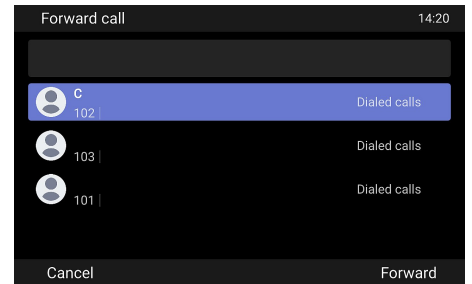 Forward call 14:20
C
102 | Dialed calls
103 | Dialed calls
101 | Dialed calls
Cancel Forward